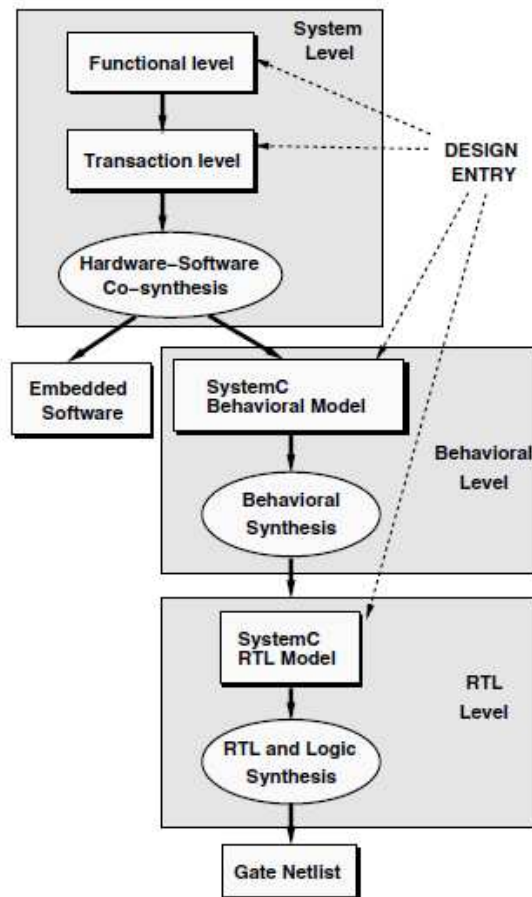 System
Level
Functional level
Transaction level
DESIGN
ENTRY
Hardware–Software
Co–synthesis
Embedded
Software
SystemC
Behavioral Model
Behavioral
Level
Behavioral
Synthesis
SystemC
RTL Model
RTL
Level
RTL and Logic
Synthesis
Gate Netlist